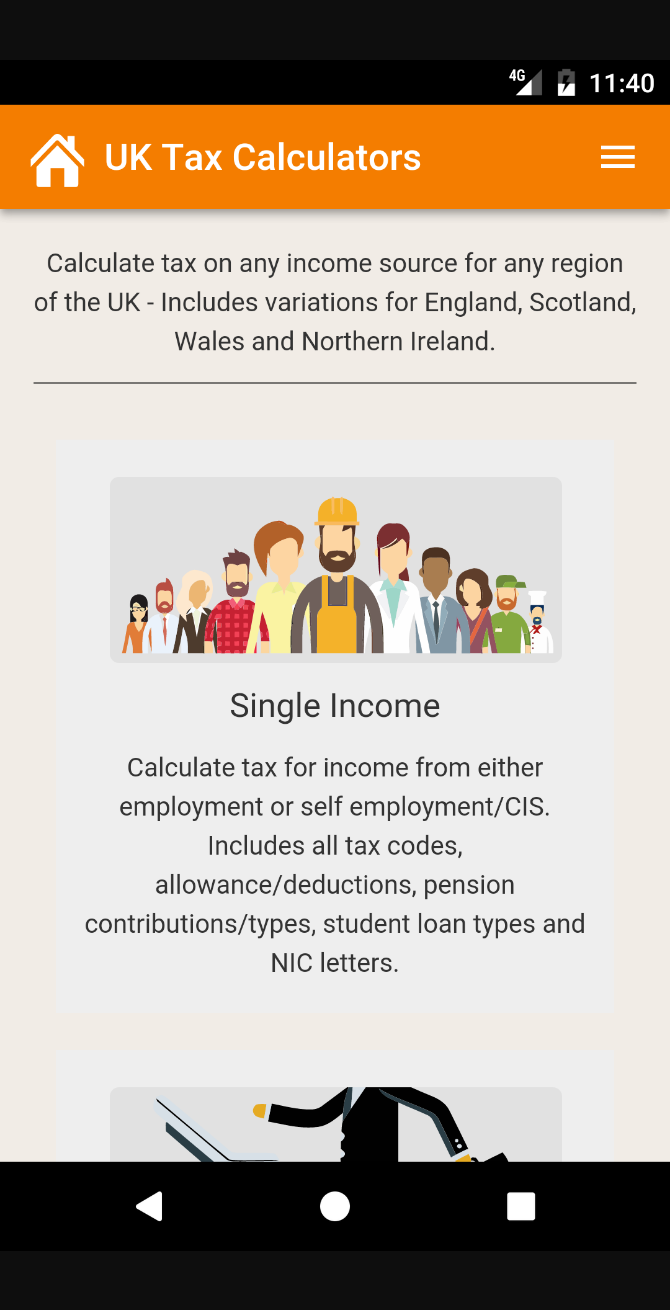 4G 11:40
UK Tax Calculators
Calculate tax on any income source for any region
of the UK - Includes variations for England, Scotland,
Wales and Northern Ireland.
Single Income
Calculate tax for income from either
employment or self employment/CIS.
Includes all tax codes,
allowance/deductions, pension
contributions/types, student loan types and
NIC letters.